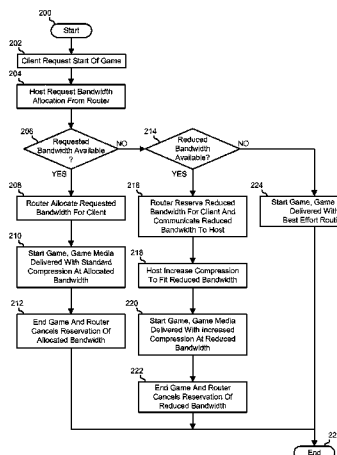 200
Start
202
Client Request Start Of Game
204
Host Request Bandwidth
Allocation From Router
206
Requested
Bandwidth Available
?
NO
YES
214
Reduced
Bandwidth
Available?
NO
YES
208
Router Allocate Requested
Bandwidth For Client
210
Start Game, Game Media
Delivered With Standard
Compression At Allocated
Bandwidth
212
End Game And Router
Cancels Reservation Of
Allocated Bandwidth
216
Router Reserve Reduced
Bandwidth For Client And
Communicate Reduced
Bandwidth To Host
218
Host Increase Compression
To Fit Reduced Bandwidth
220
Start Game, Game Media
Delivered With Increased
Compression At Reduced
Bandwidth
222
End Game And Router
Cancels Reservation Of
Reduced Bandwidth
224
Start Game, Game
Delivered With
Best Effort
22
End